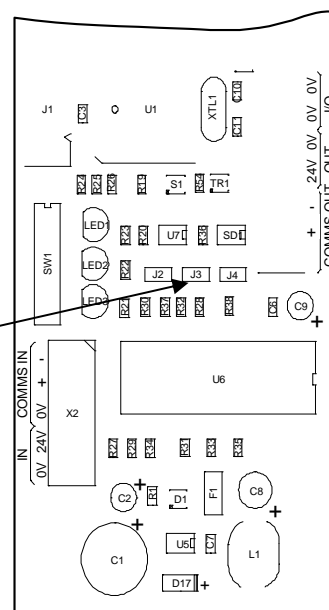 J1
C3
U1
XTL1
C10
C11
0V
24V 0V 0V 0V
OUT I/O
R24
R25
R26
R19
S1
R54
TR1
- +
COMMS OUT
SW1
LED1
R23
R20
U7
R36
SD1
LED2
R22
J2
J3
J4
LED3
R21
R30
R37
R32
R28
R38
C6
C9
+
COMMS IN
- +
0V 24V 0V
IN
X2
U6
R27
R29
R34
R31
R33
R35
C2
+
R1
D1
F1
C8
+
C1
+
U5
C7
L1
D17
+